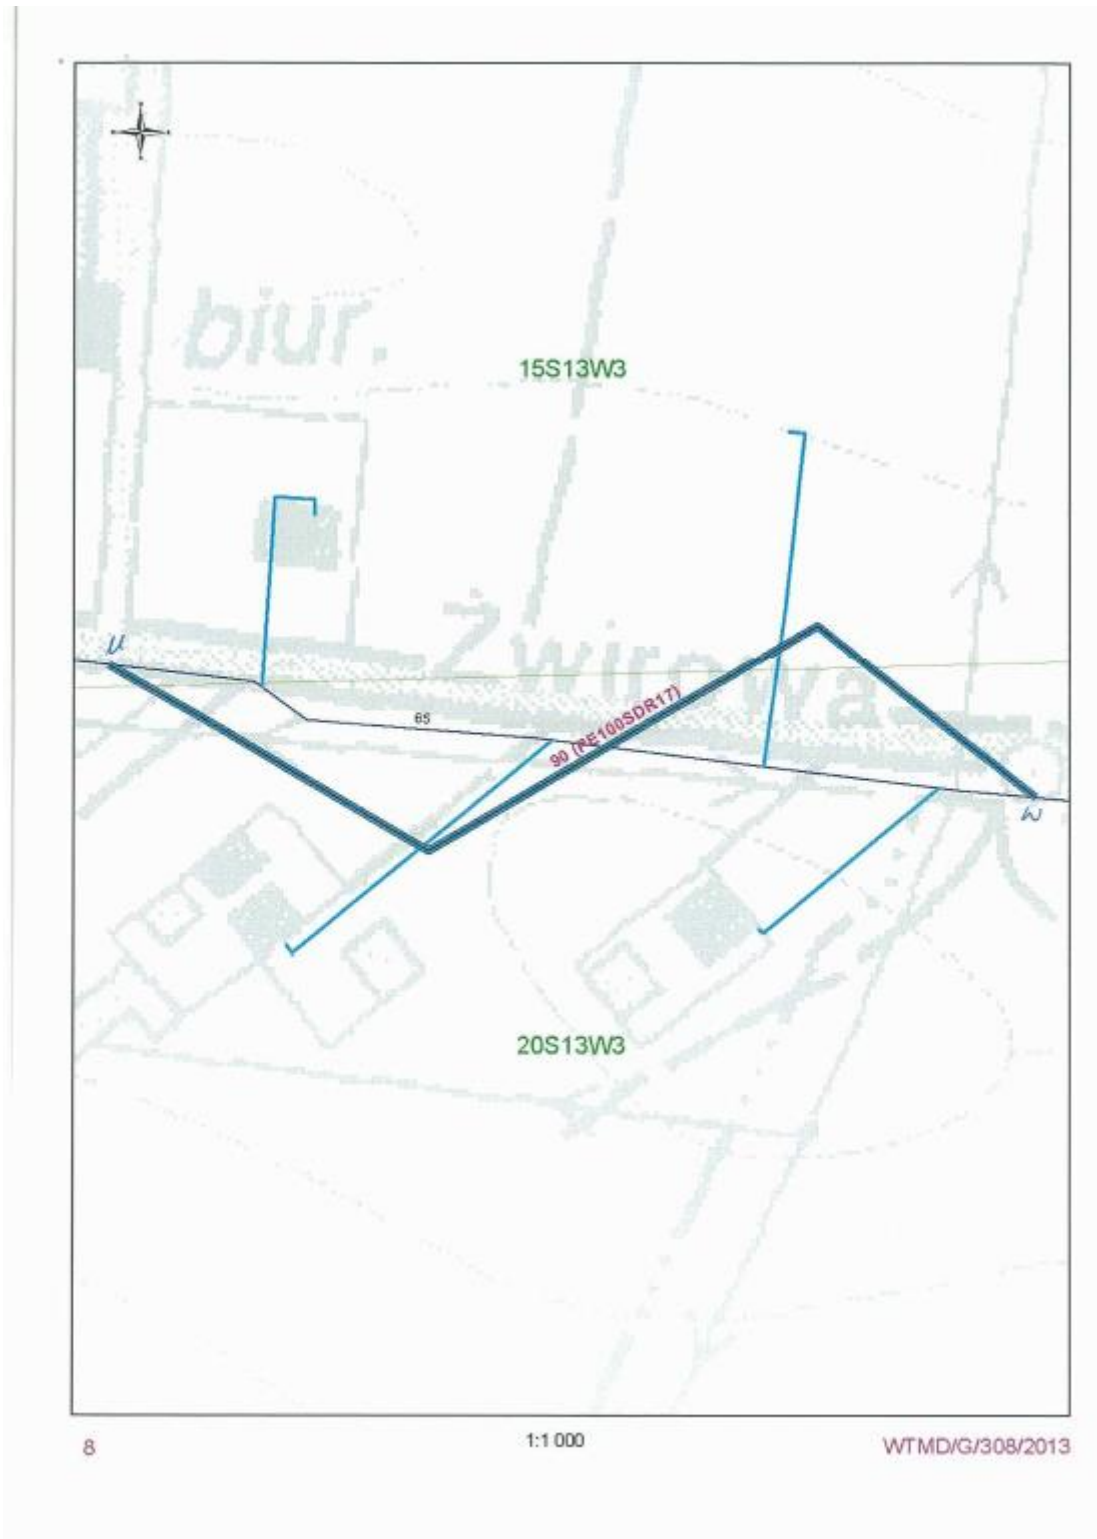 biur.
15S13W3
U
Żwirowa
65
90 (PE100SDR17)
W
20S13W3
8
1:1 000
WTMD/G/308/2013